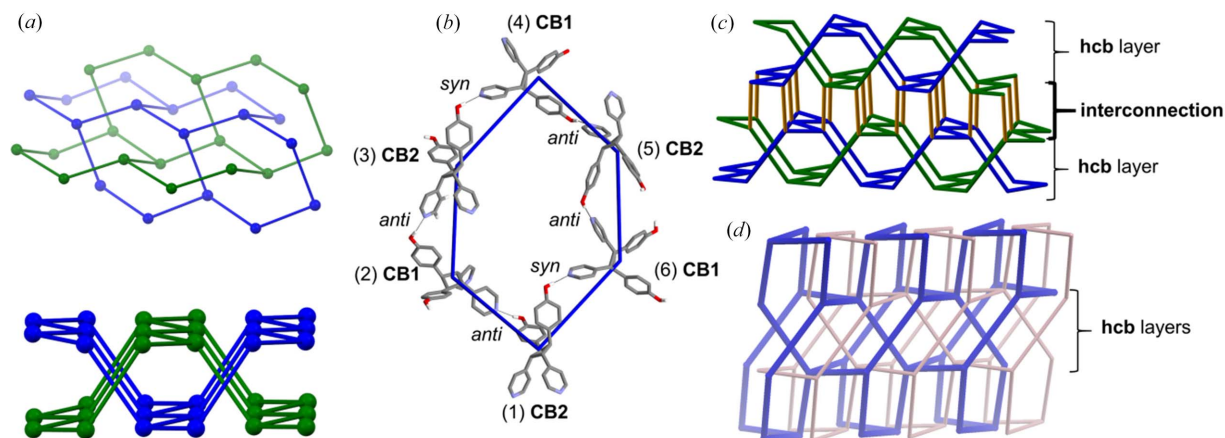 (a)
(b)
(4) CB1
syn
anti
(3) CB2
(5) CB2
anti
anti
(2) CB1
syn
(6) CB1
anti
(1) CB2
(c)
hcb layer
interconnection
hcb layer
(d)
hcb layers